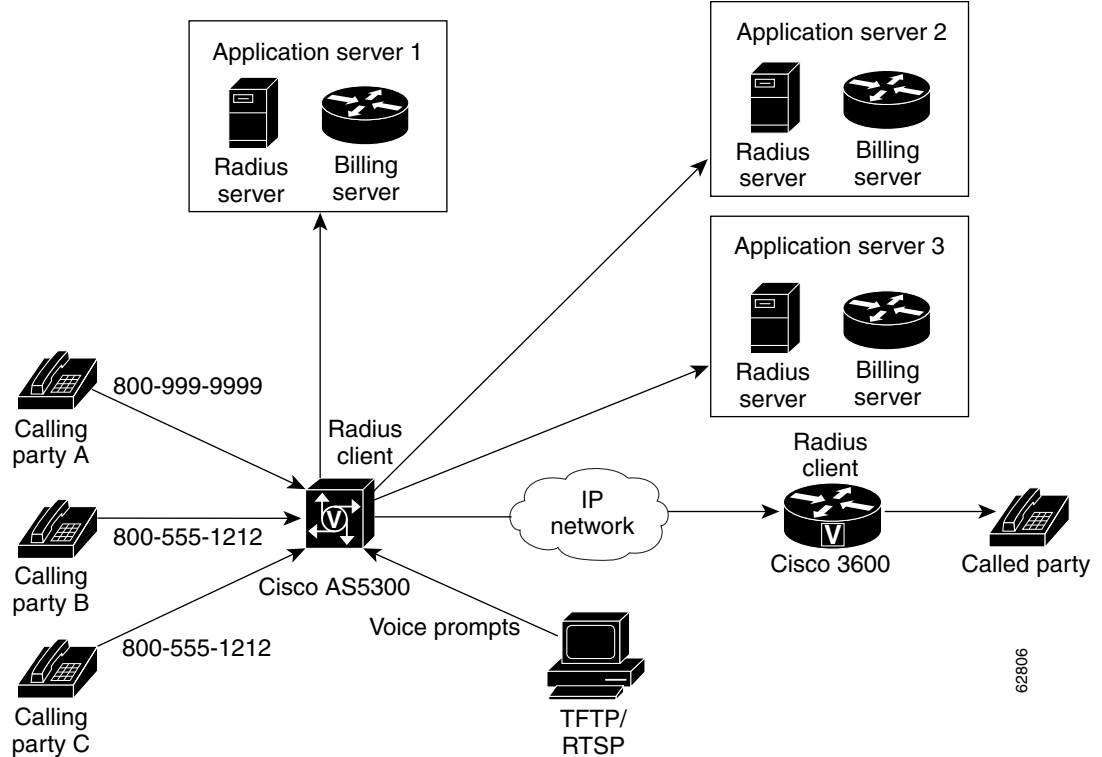 Application server 1
Radius
server
Billing
server
Application server 2
Radius
server
Billing
server
Application server 3
Radius
server
Billing
server
800-999-9999
Calling
party A
Radius
client
Radius
client
IP
network
800-555-1212
Calling
party B
Cisco AS5300
Cisco 3600
Called party
V
V
Voice prompts
800-555-1212
Calling
party C
TFTP/
RTSP
62806